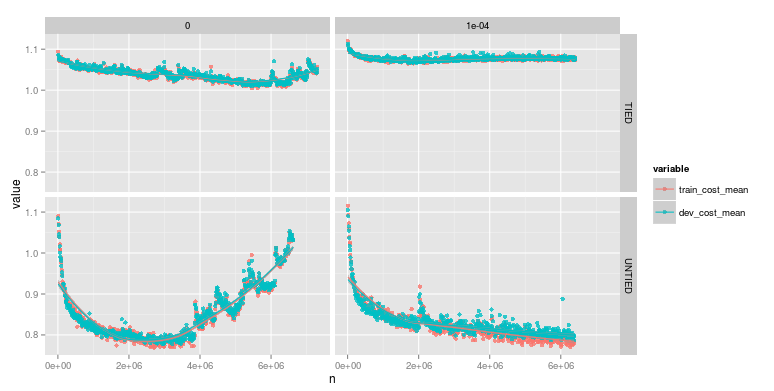 0 1e-04
1.1
1.0
0.9
0.8
TIED
value
1.1
1.0
0.9
0.8
UNTIED
variable
train_cost_mean
dev_cost_mean
0e+00 2e+06 4e+06 6e+06 0e+00 2e+06 4e+06 6e+06
n